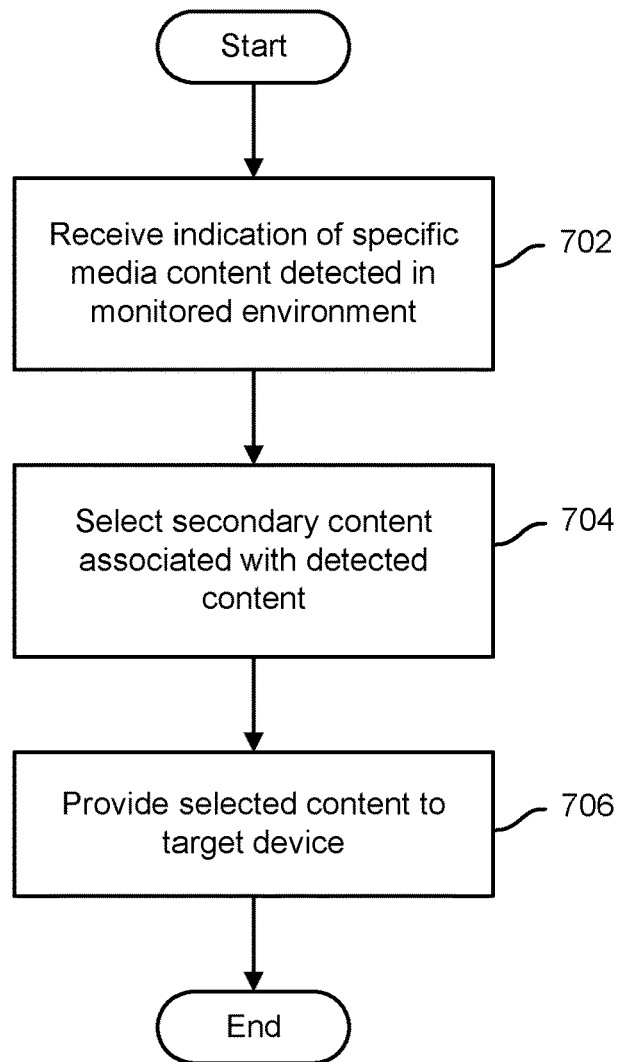 Start
Receive indication of specific
media content detected in
monitored environment
702
Select secondary content
associated with detected
content
704
Provide selected content to
target device
706
End